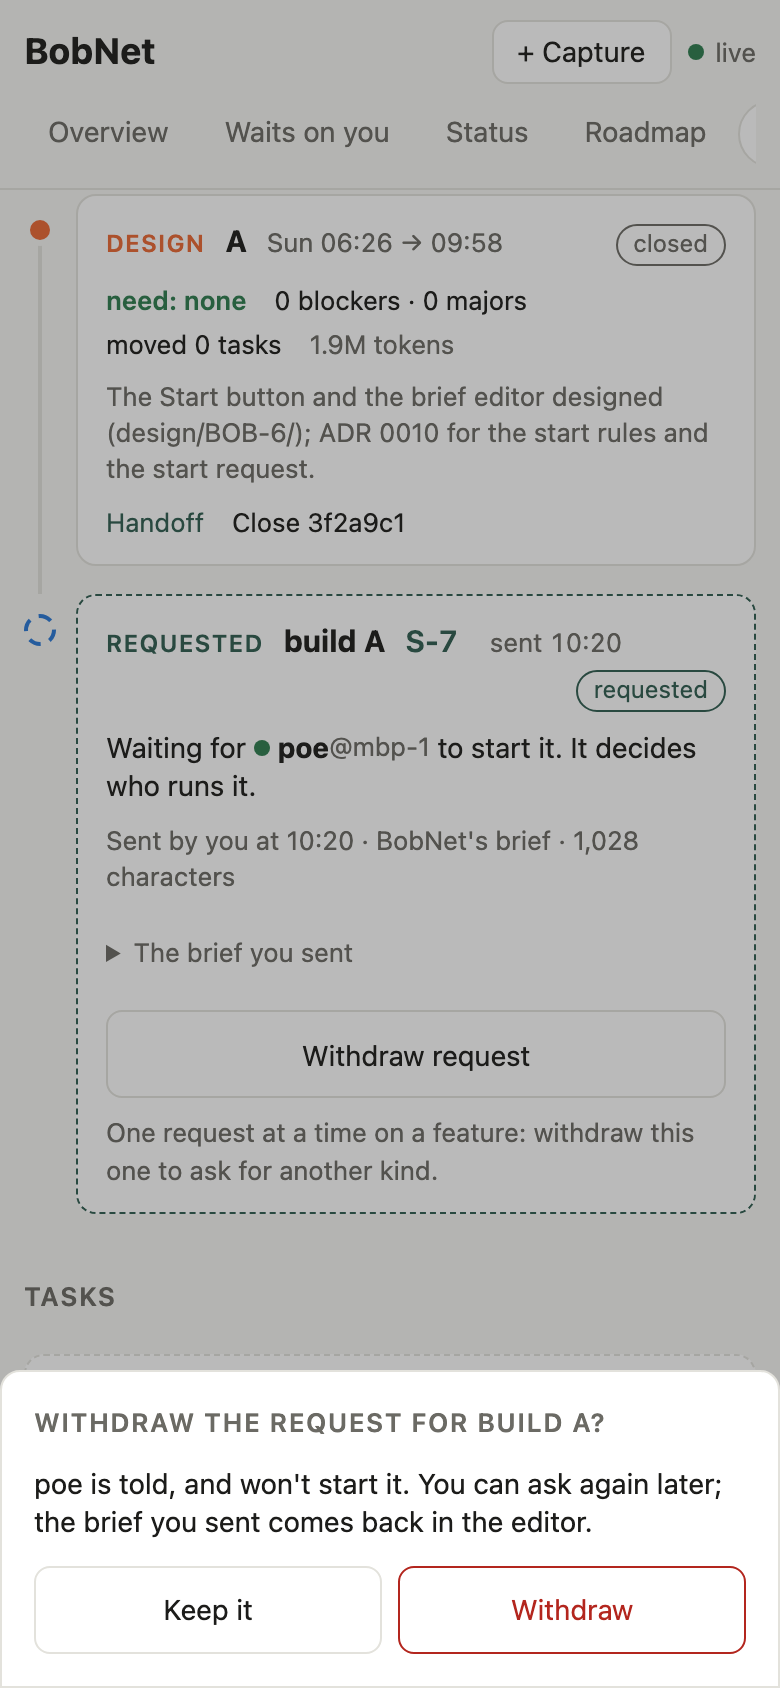 BobNet
+ Capture
live
Overview Waits on you Status Roadmap
DESIGN A Sun 06:26 → 09:58 closed
need: none 0 blockers · 0 majors
moved 0 tasks 1.9M tokens
The Start button and the brief editor designed
(design/BOB-6/); ADR 0010 for the start rules and
the start request.
Handoff Close 3f2a9c1
REQUESTED build A S-7 sent 10:20
requested
Waiting for poe@mbp-1 to start it. It decides
who runs it.
Sent by you at 10:20 · BobNet's brief · 1,028
characters
The brief you sent
Withdraw request
One request at a time on a feature: withdraw this
one to ask for another kind.
TASKS
WITHDRAW THE REQUEST FOR BUILD A?
poe is told, and won't start it. You can ask again later;
the brief you sent comes back in the editor.
Keep it Withdraw